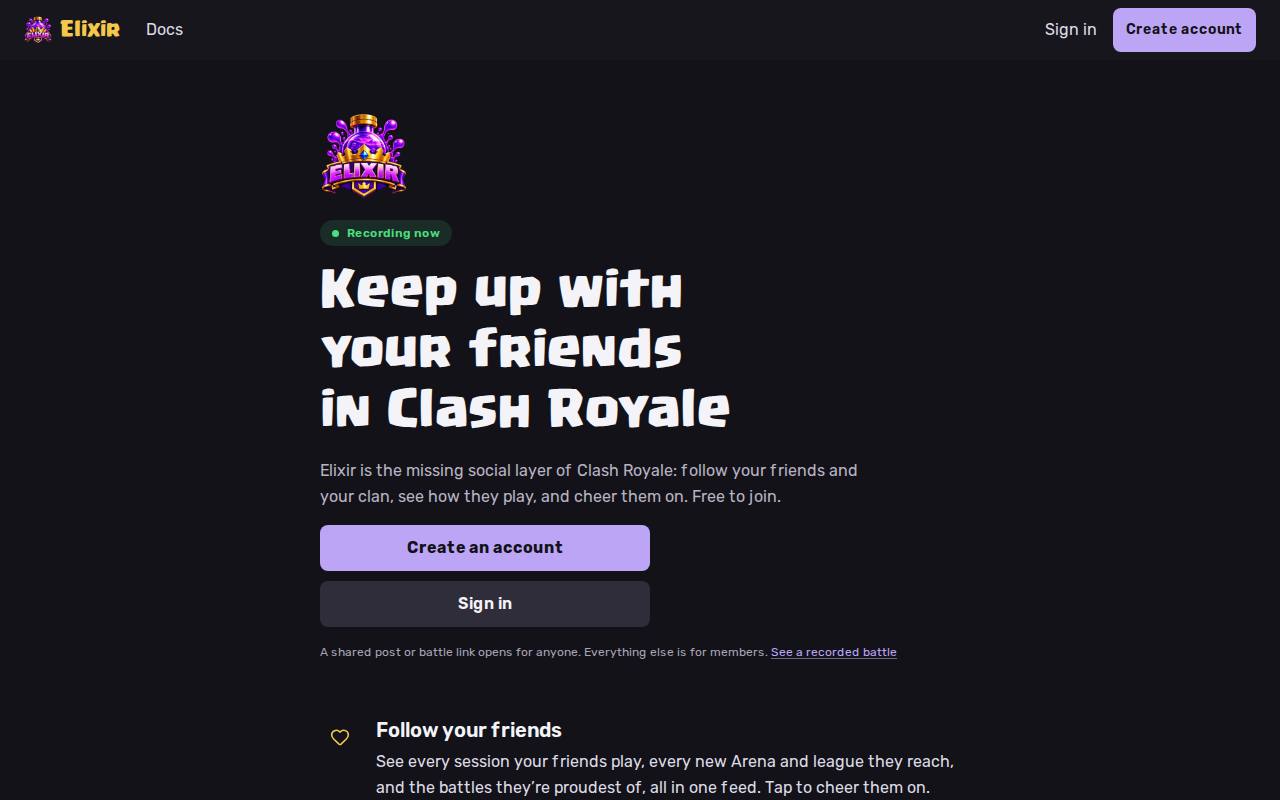 Elixir
Docs
Sign in
Create account
ELIXIR
Recording now
Keep up with
your friends
in Clash Royale
Elixir is the missing social layer of Clash Royale: follow your friends and
your clan, see how they play, and cheer them on. Free to join.
Create an account
Sign in
A shared post or battle link opens for anyone. Everything else is for members. See a recorded battle
Follow your friends
See every session your friends play, every new Arena and league they reach,
and the battles they’re proudest of, all in one feed. Tap to cheer them on.